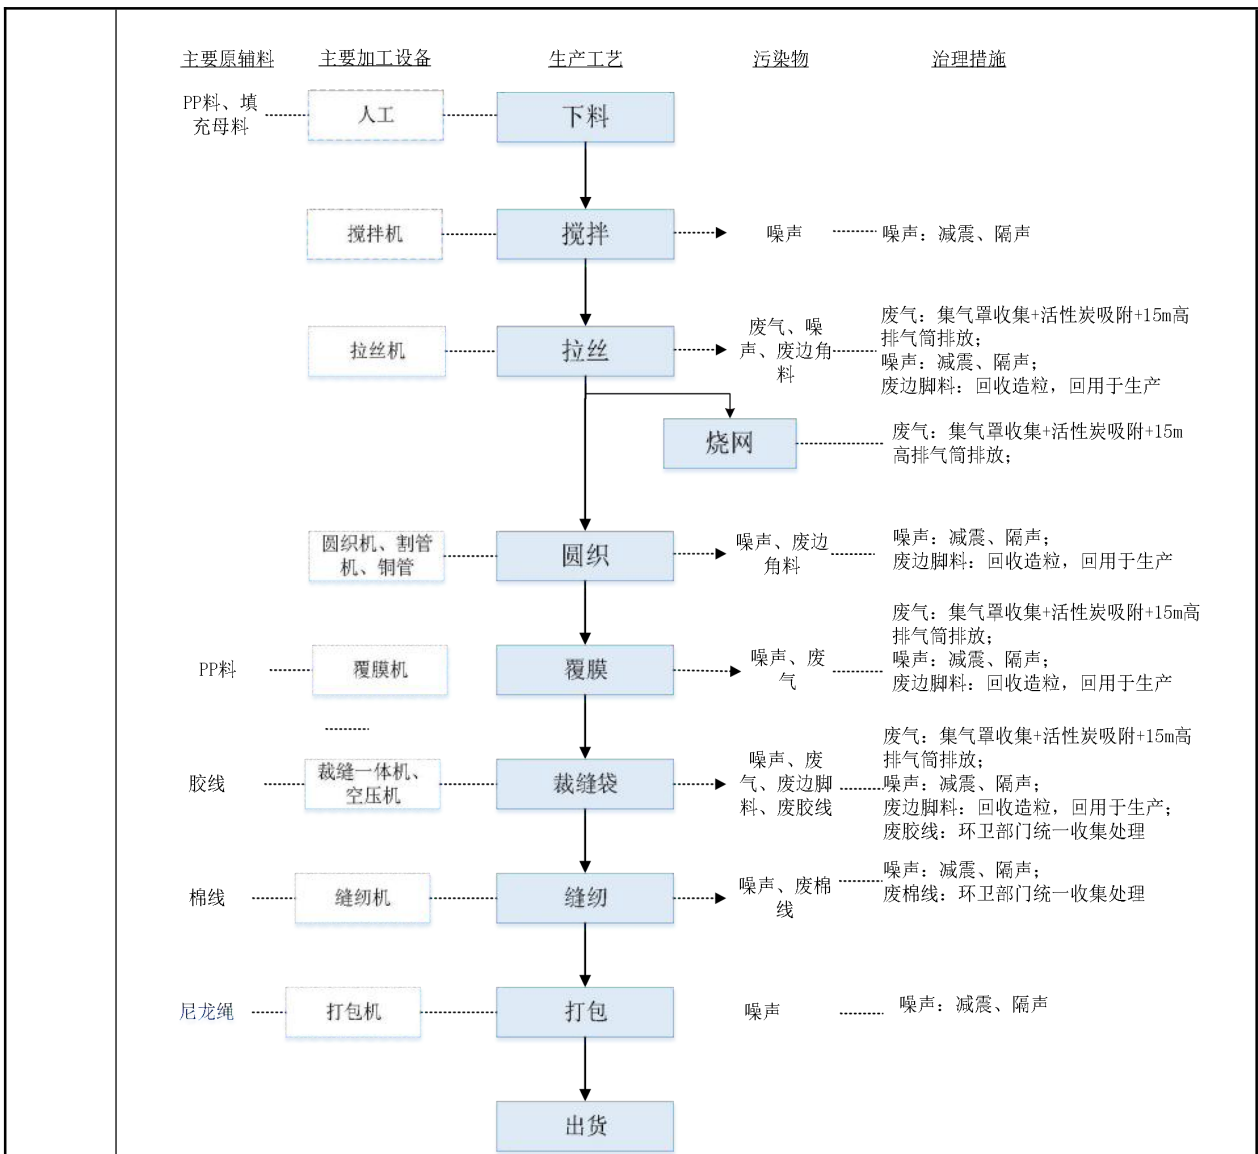 主要原辅料 主要加工设备 生产工艺 污染物 治理措施
PP料、填
充母料
人工
下料
搅拌机
搅拌
噪声
噪声：减震、隔声
拉丝机
拉丝
废气、噪
声、废边角
料
废气：集气罩收集+活性炭吸附+15m高
排气筒排放；
噪声：减震、隔声；
废边脚料：回收造粒，回用于生产
烧网
废气：集气罩收集+活性炭吸附+15m
高排气筒排放；
圆织机、割管
机、铜管
圆织
噪声、废边
角料
噪声：减震、隔声；
废边脚料：回收造粒，回用于生产
PP料
覆膜机
覆膜
噪声、废
气
废气：集气罩收集+活性炭吸附+15m高
排气筒排放；
噪声：减震、隔声；
废边脚料：回收造粒，回用于生产
胶线
裁缝一体机、
空压机
裁缝袋
噪声、废
气、废边脚
料、废胶线
废气：集气罩收集+活性炭吸附+15m高
排气筒排放；
噪声：减震、隔声；
废边脚料：回收造粒，回用于生产；
废胶线：环卫部门统一收集处理
棉线
缝纫机
缝纫
噪声、废棉
线
噪声：减震、隔声；
废棉线：环卫部门统一收集处理
尼龙绳
打包机
打包
噪声
噪声：减震、隔声
出货